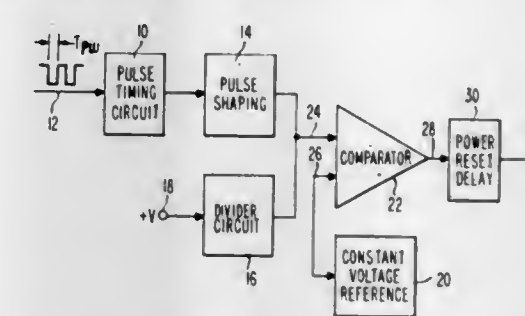 TPW
12
10
PULSE
TIMING
CIRCUIT
14
PULSE
SHAPING
+V
18
DIVIDER
CIRCUIT
16
24
26
COMPARATOR
22
28
30
POWER
RESET
DELAY
CONSTANT
VOLTAGE
REFERENCE
20